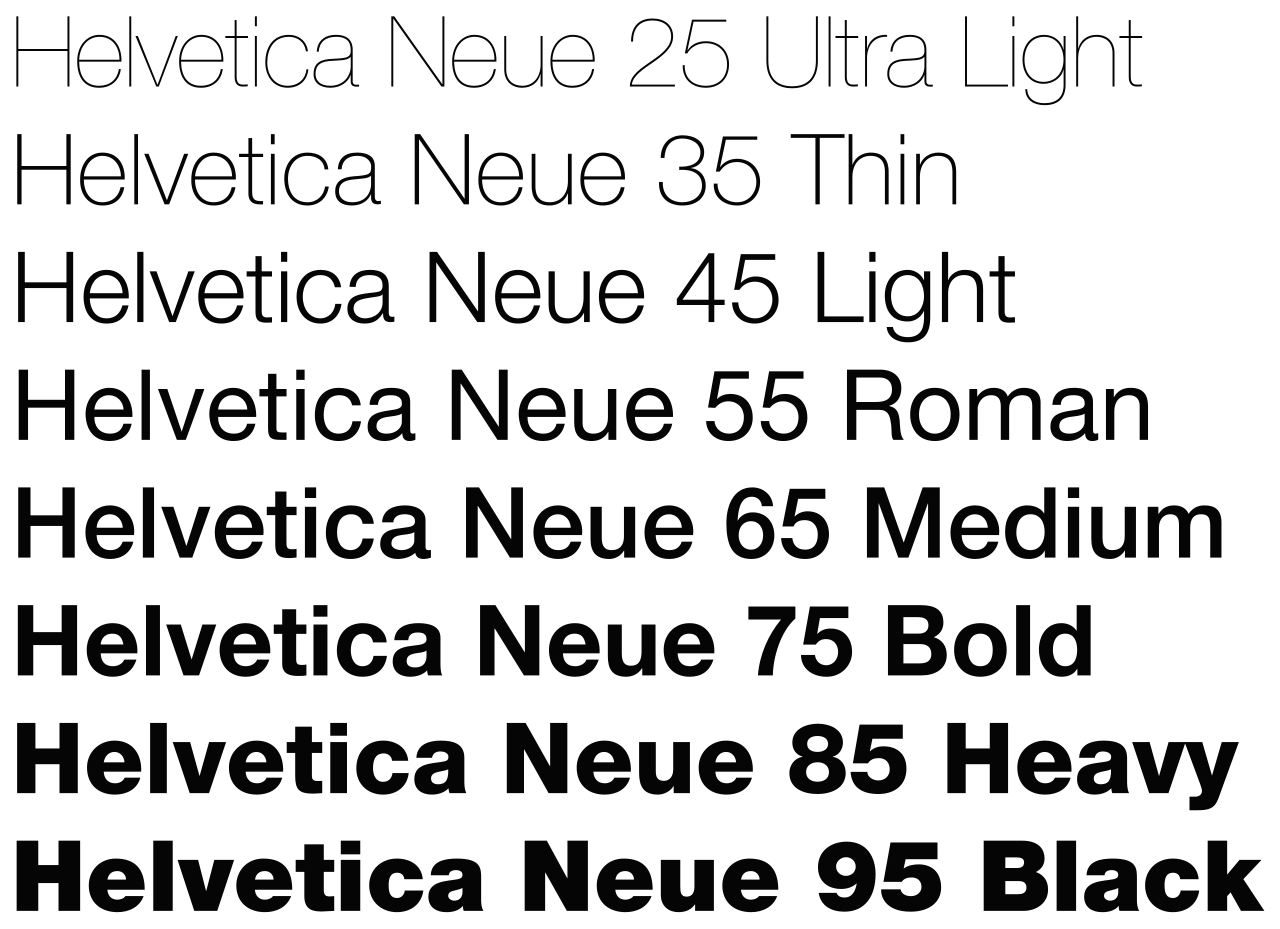 Helvetica Neue 25 Ultra Light
Helvetica Neue 35 Thin
Helvetica Neue 45 Light
Helvetica Neue 55 Roman
Helvetica Neue 65 Medium
Helvetica Neue 75 Bold
Helvetica Neue 85 Heavy
Helvetica Neue 95 Black